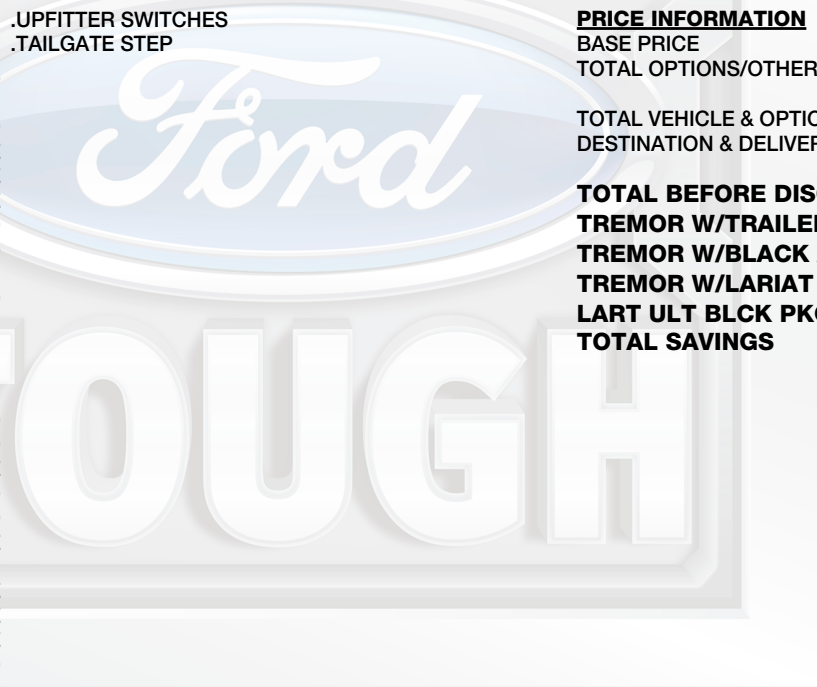 .UPFITTER SWITCHES
.TAILGATE STEP
PRICE INFORMATION
BASE PRICE
TOTAL OPTIONS/OTHER
TOTAL VEHICLE & OPTIO
DESTINATION & DELIVER
TOTAL BEFORE DIS
TREMOR W/TRAILE
TREMOR W/BLACK
TREMOR W/LARIAT
LART ULT BLCK PK
TOTAL SAVINGS
Ford
TOUGH